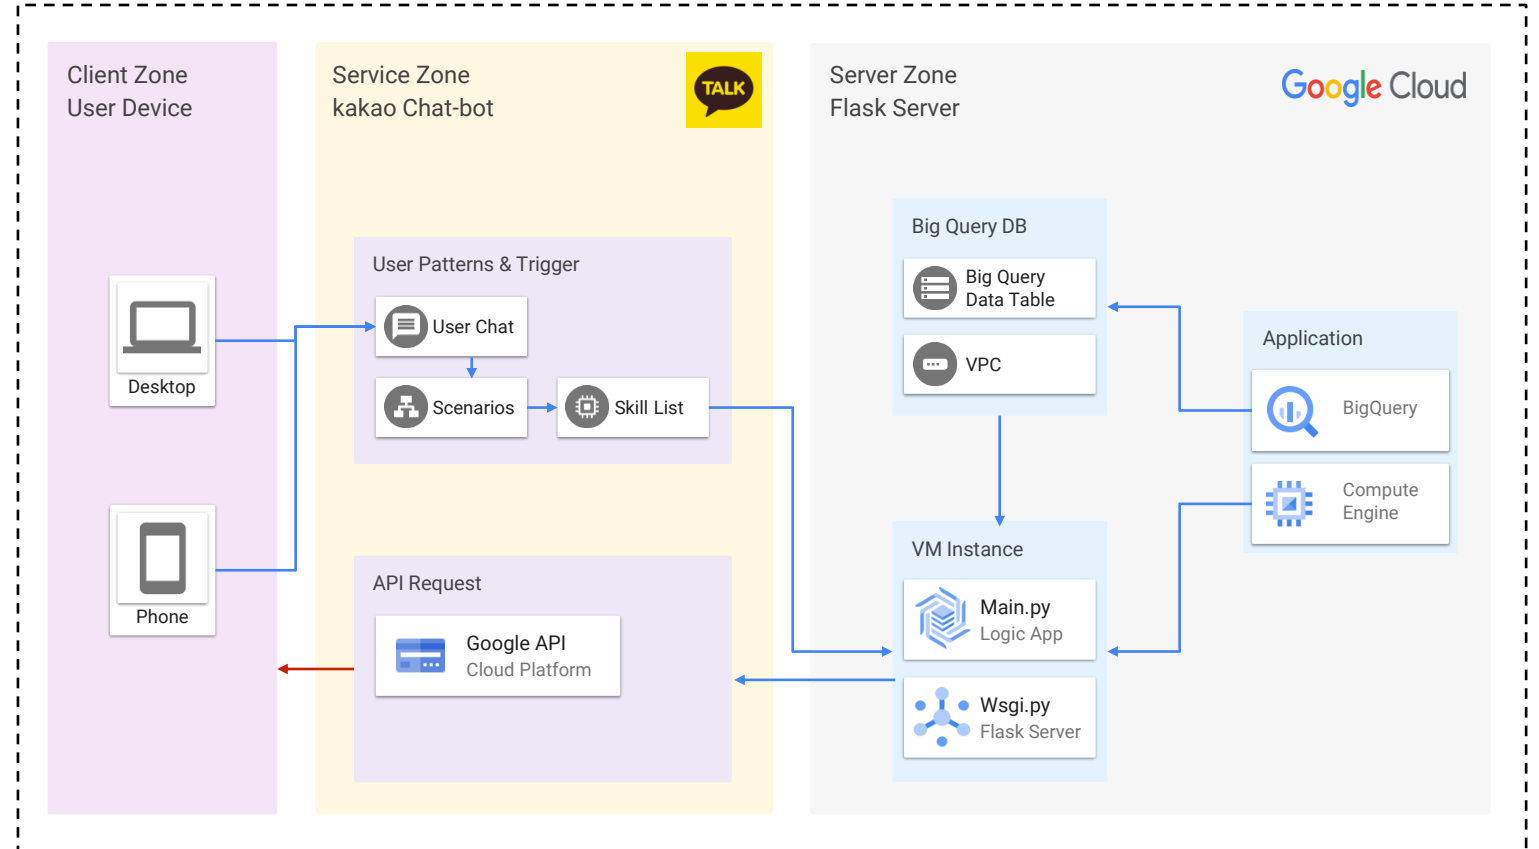 Client Zone
User Device
Desktop
Phone
Service Zone
kakao Chat-bot
TALK
User Patterns & Trigger
User Chat
Scenarios
Skill List
API Request
Google API
Cloud Platform
Server Zone
Flask Server
Google Cloud
Big Query DB
Big Query
Data Table
VPC
VM Instance
Main.py
Logic App
Wsgi.py
Flask Server
Application
BigQuery
Compute
Engine